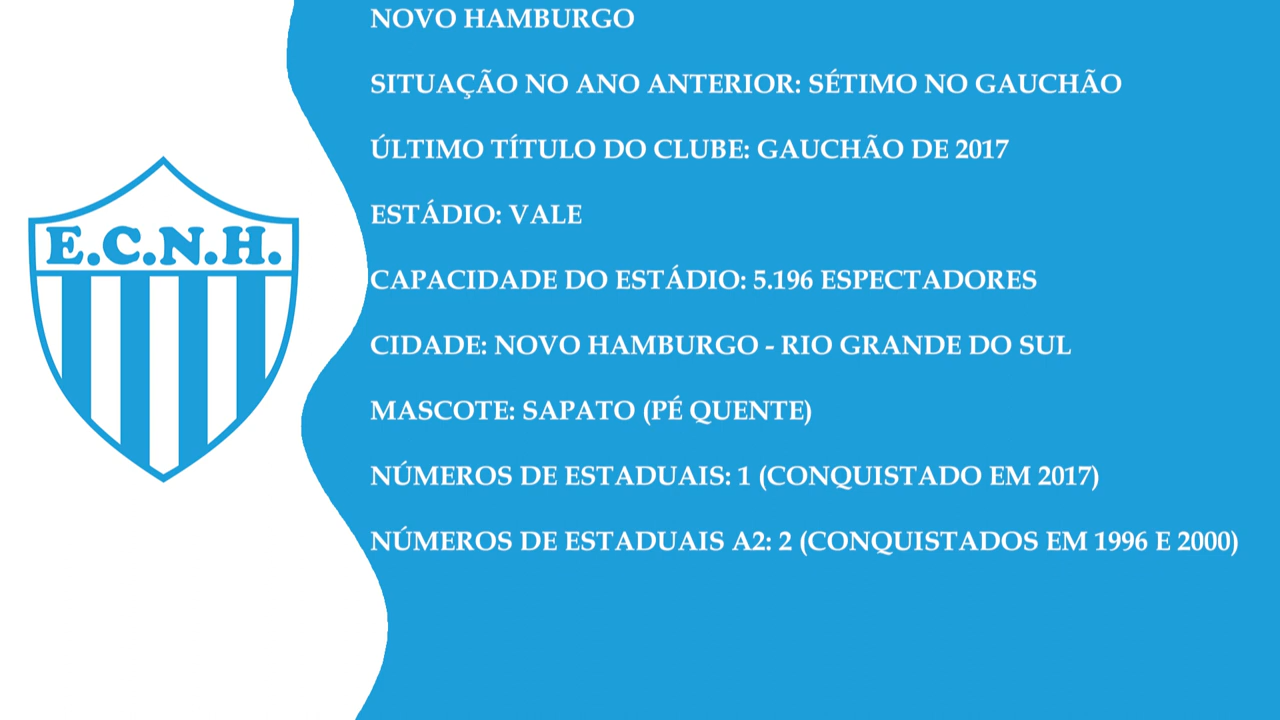 NOVO HAMBURGO
SITUAÇÃO NO ANO ANTERIOR: SÉTIMO NO GAUCHÃO
ÚLTIMO TÍTULO DO CLUBE: GAUCHÃO DE 2017
ESTÁDIO: VALE
E.C.N.H.
CAPACIDADE DO ESTÁDIO: 5.196 ESPECTADORES
CIDADE: NOVO HAMBURGO - RIO GRANDE DO SUL
MASCOTE: SAPATO (PÉ QUENTE)
NÚMEROS DE ESTADUAIS: 1 (CONQUISTADO EM 2017)
NÚMEROS DE ESTADUAIS A2: 2 (CONQUISTADOS EM 1996 E 2000)